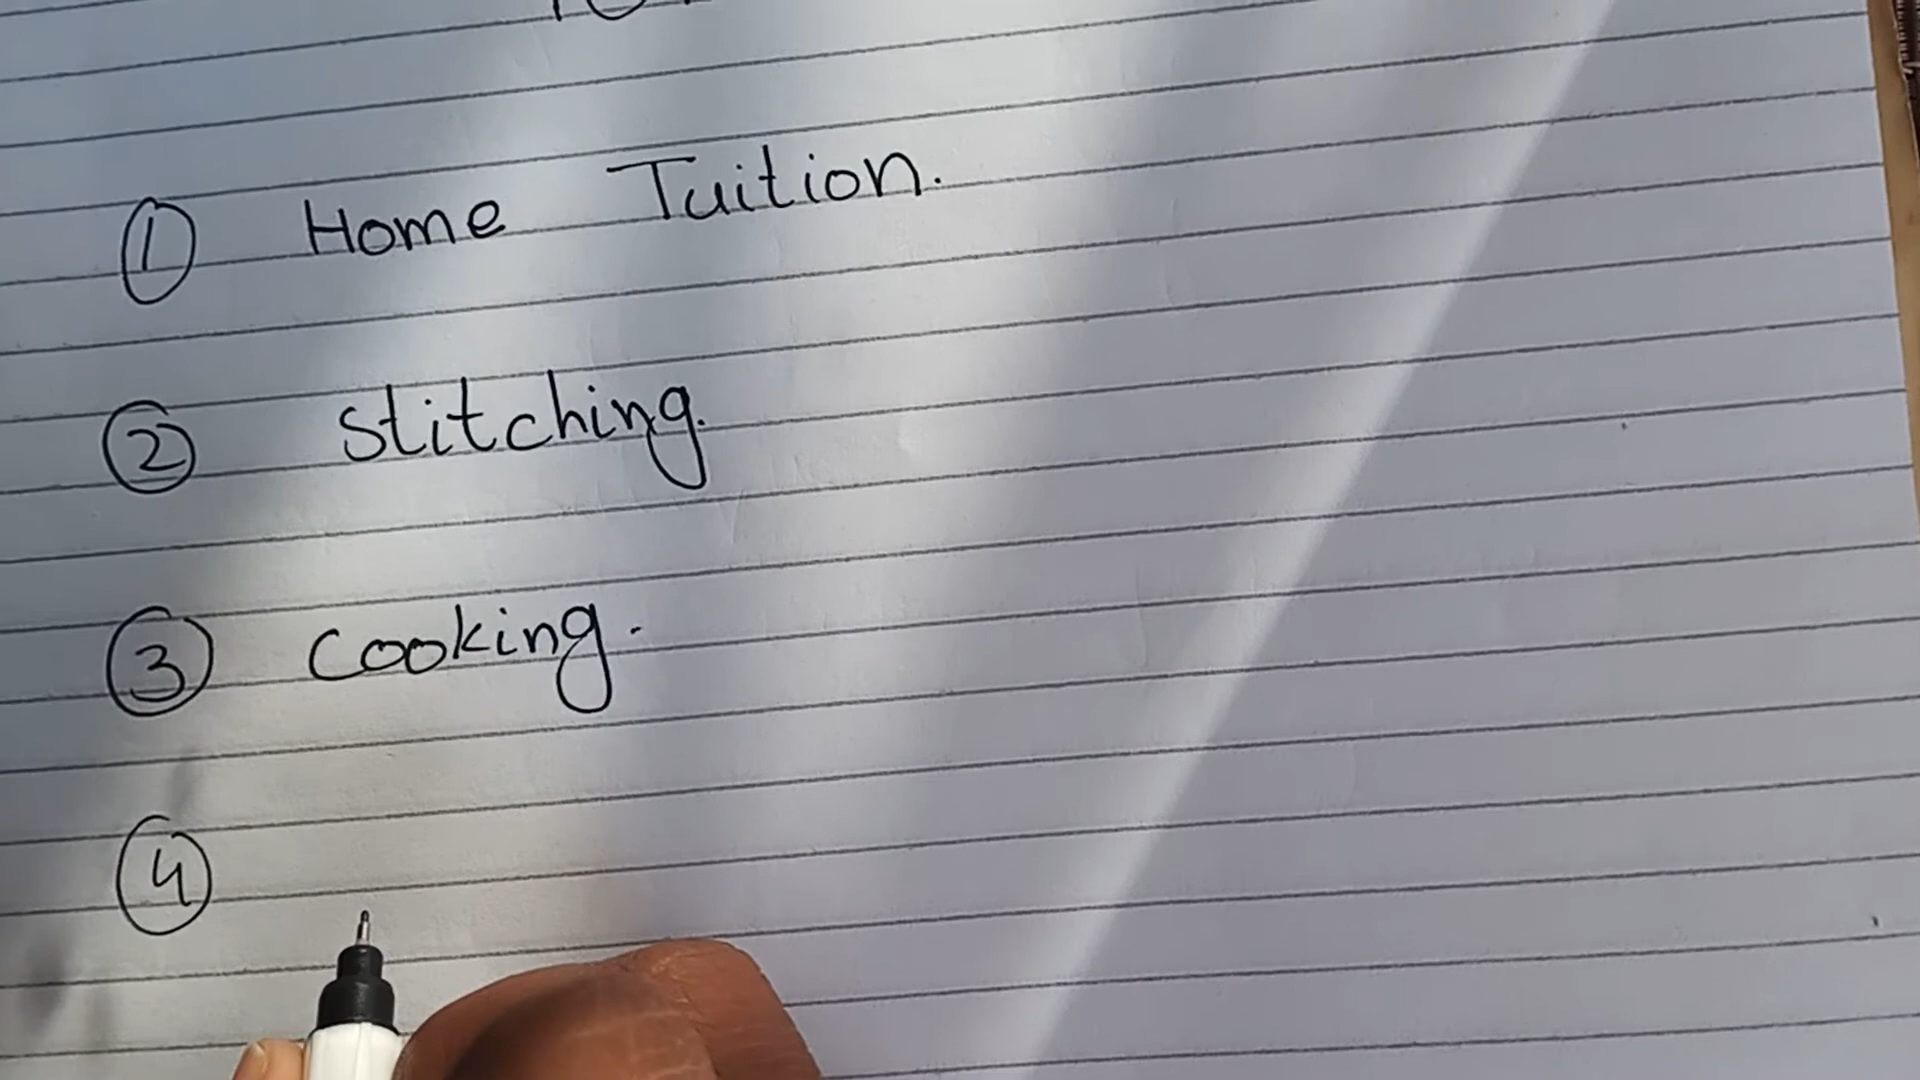 ① Home Tuition.
② Stitching.
③ Cooking.
④